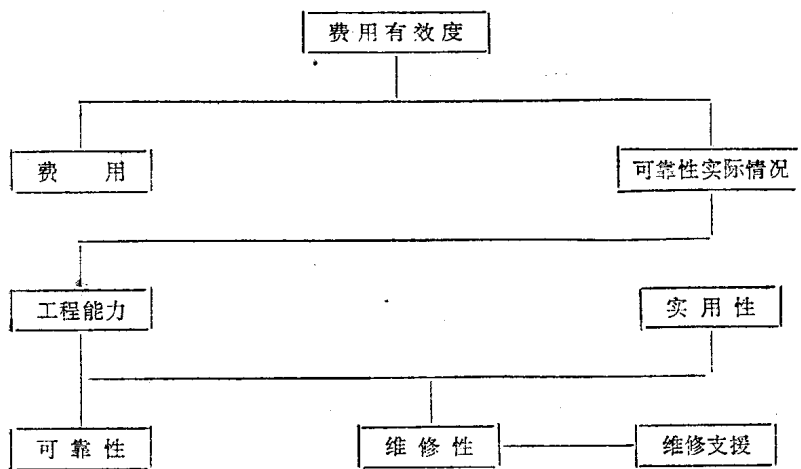 费用有效度
费用
可靠性实际情况
工程能力
实用性
可靠性
维修性
维修支援